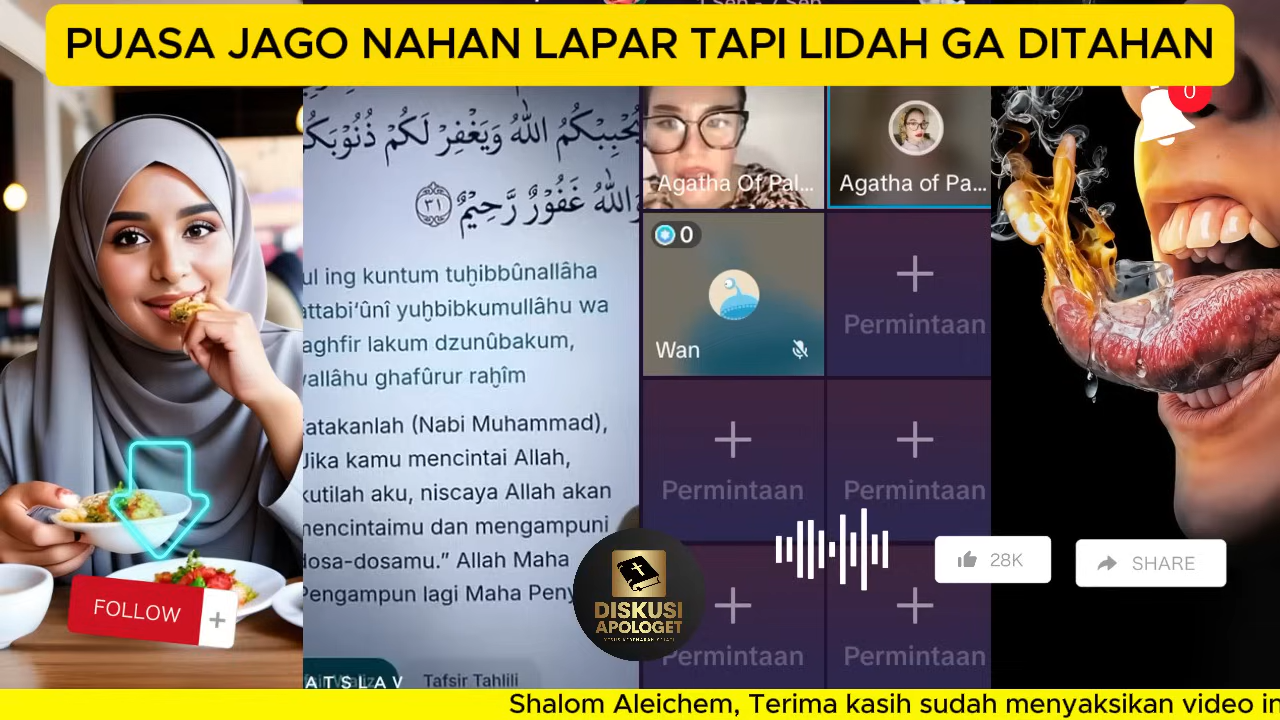 PUASA JAGO NAHAN LAPAR TAPI LIDAH GA DITAHAN
0
يُحْبِبْكُمُ اللّٰهُ وَيَغْفِرْ لَكُمْ ذُنُوْبَكُمْ
وَاللّٰهُ غَفُوْرٌ رَّحِيْمٌ ٣١
ul ing kuntum tuḫibbûnallâha
attabi‘ûnî yuḫbibkumullâhu wa
aghfir lakum dzunûbakum,
wallâhu ghafûrur raḫîm
Katakanlah (Nabi Muhammad),
"Jika kamu mencintai Allah,
kutilah aku, niscaya Allah akan
mencintaimu dan mengampuni
dosa-dosamu.” Allah Maha
Pengampun lagi Maha Peny
ATSLAV
Tafsir Tahlili
Agatha Of Pal...
Agatha of Pa...
0
Wan
Permintaan
Permintaan
Permintaan
Permintaan
Permintaan
DISKUSI
APOLOGET
FOLLOW +
28K
SHARE
Shalom Aleichem, Terima kasih sudah menyaksikan video in